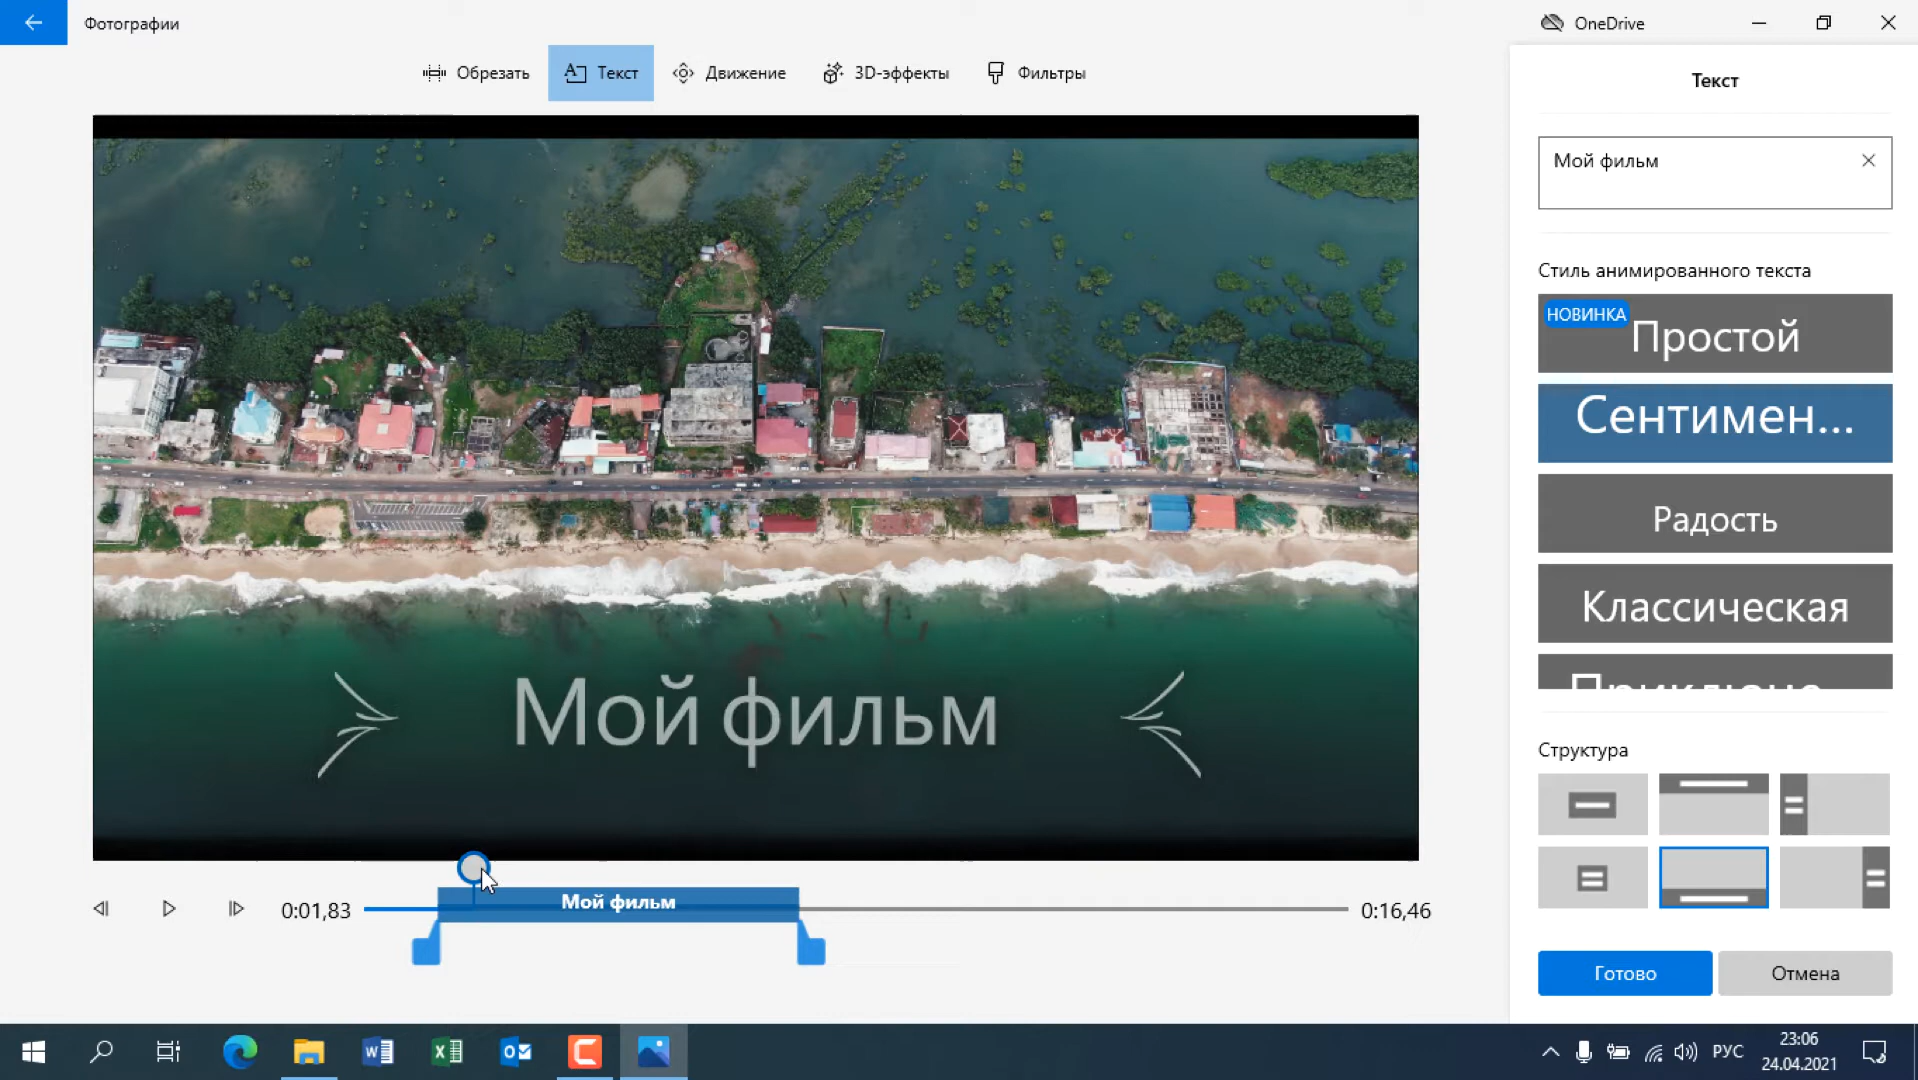 Фотографии
OneDrive
Обрезать
Текст
Движение
3D-эффекты
Фильтры
Текст
Мой фильм
Стиль анимированного текста
НОВИНКА
Простой
Сентимен...
Радость
Классическая
Мой фильм
Структура
0:01,83
Мой фильм
0:16,46
Готово
Отмена
РУС
23:06
24.04.2021